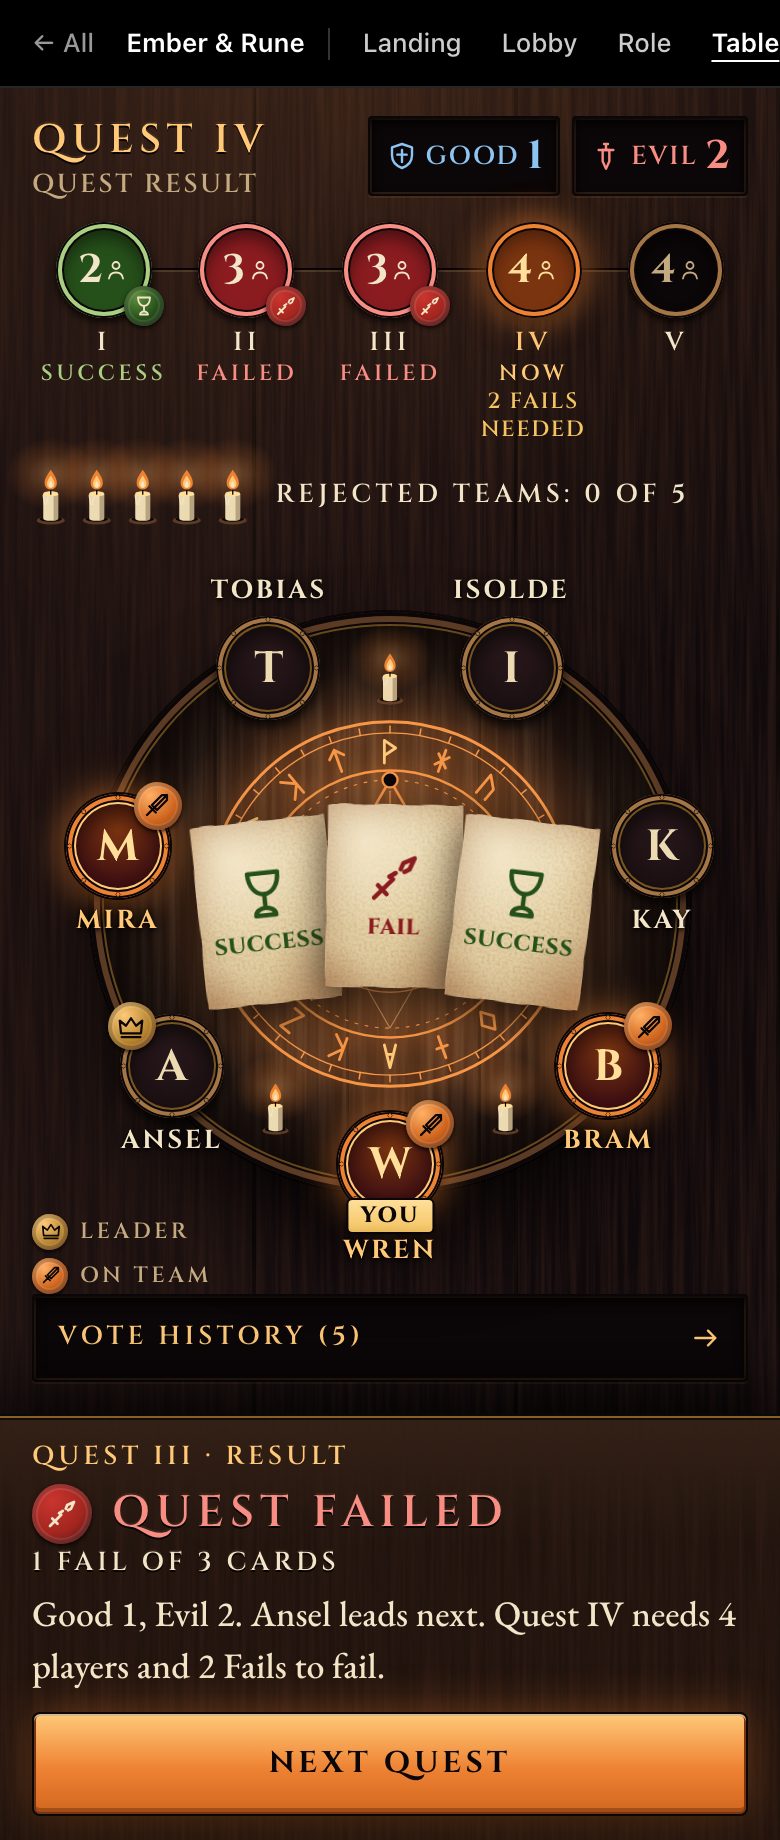 ← All Ember & Rune Landing Lobby Role Table
QUEST IV
QUEST RESULT
GOOD 1
EVIL 2
2 3 3 4 4
I II III IV V
SUCCESS FAILED FAILED NOW
2 FAILS
NEEDED
REJECTED TEAMS: 0 OF 5
TOBIAS ISOLDE
T I
M K
MIRA KAY
SUCCESS FAIL SUCCESS
A B
ANSEL BRAM
W
YOU
WREN
LEADER
ON TEAM
VOTE HISTORY (5) →
QUEST III · RESULT
QUEST FAILED
1 FAIL OF 3 CARDS
Good 1, Evil 2. Ansel leads next. Quest IV needs 4
players and 2 Fails to fail.
NEXT QUEST